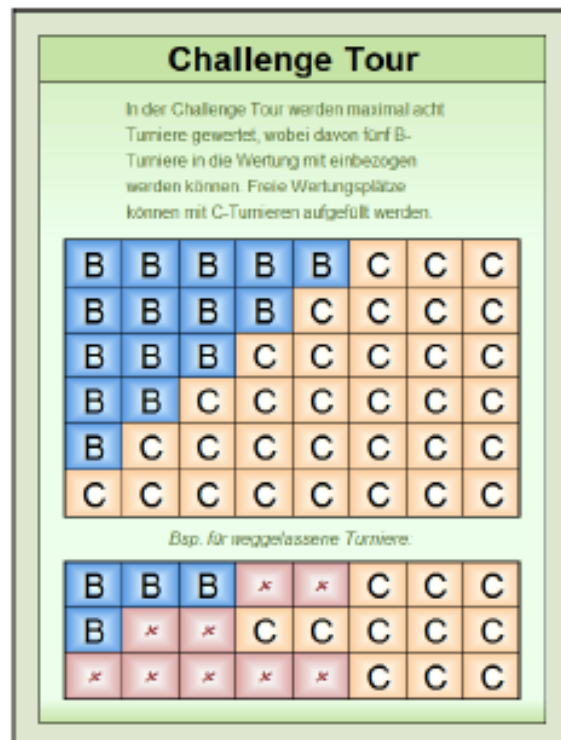 Challenge Tour
In der Challenge Tour werden maximal acht
Turniere gewertet, wobei davon fünf B-
Turniere in die Wertung mit einbezogen
werden können. Freie Wertungsplätze
können mit C-Turnieren aufgefüllt werden.
B B B B B C C C
B B B B C C C C
B B B C C C C C
B B C C C C C C
B C C C C C C C
C C C C C C C C
Bsp. für weggelassene Turniere:
B B B x x C C C
B x x C C C C C
x x x x x C C C